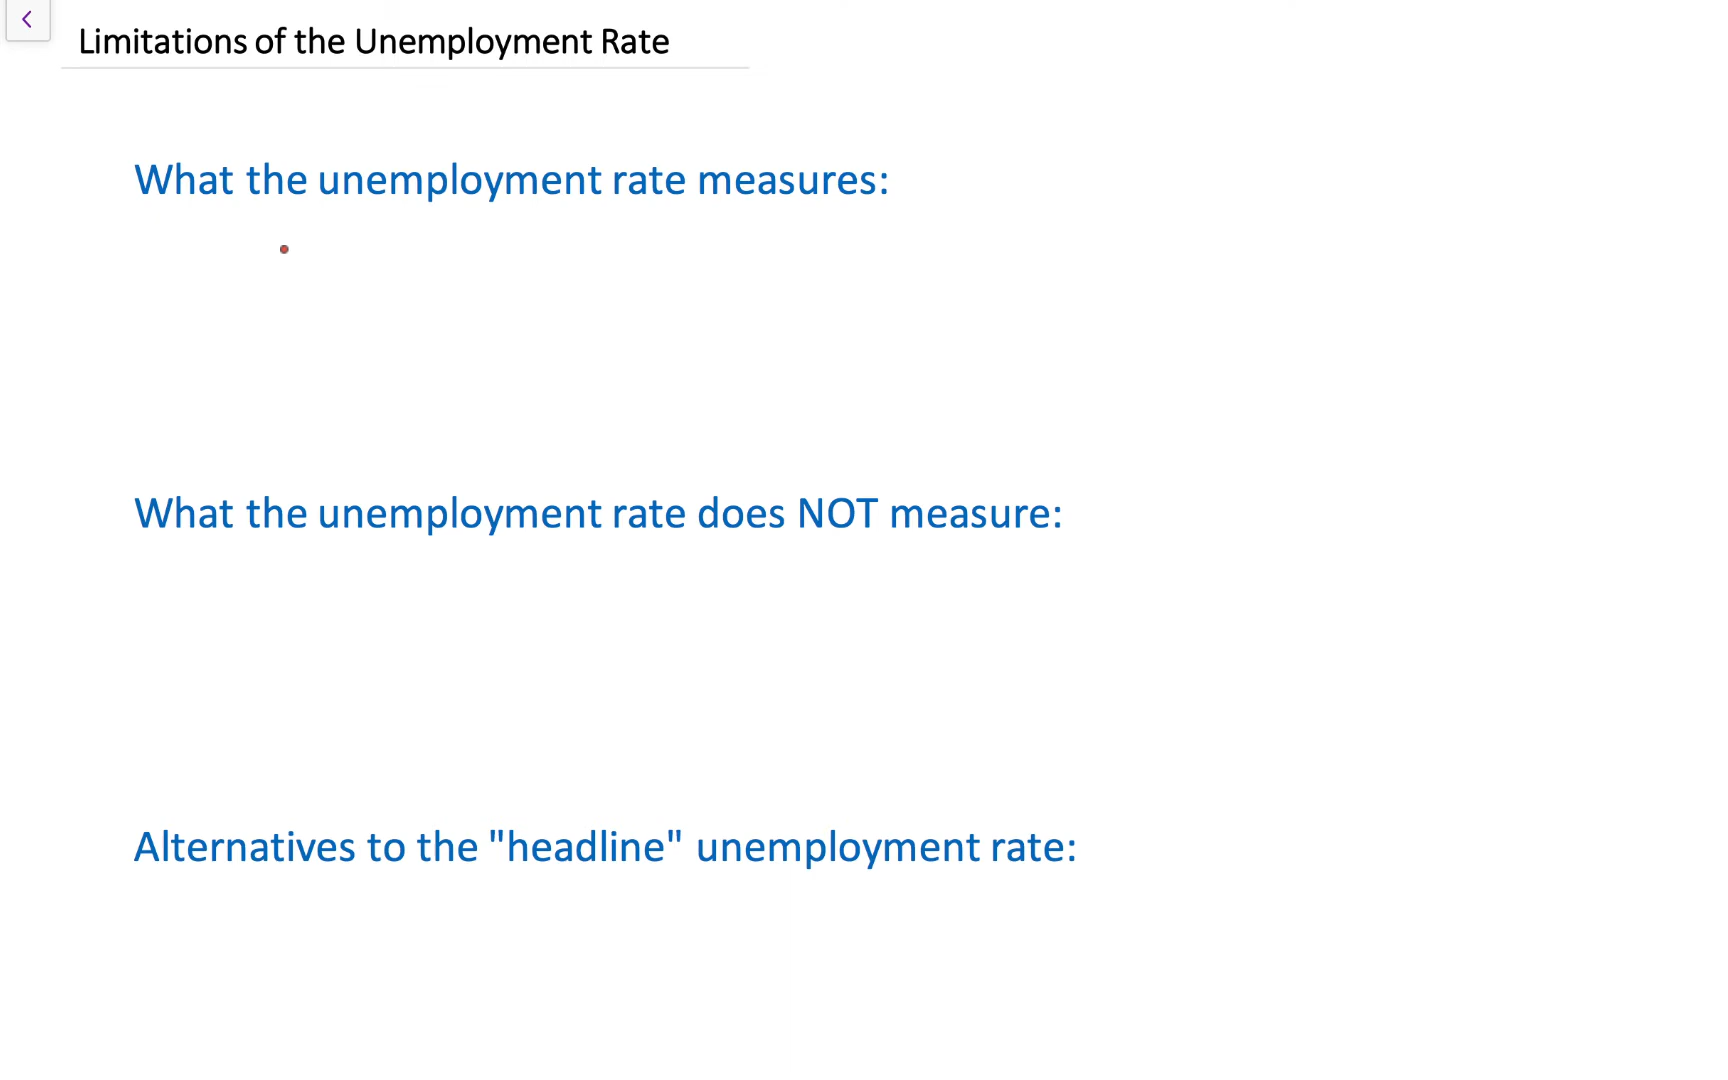 Limitations of the Unemployment Rate
What the unemployment rate measures:
What the unemployment rate does NOT measure:
Alternatives to the "headline" unemployment rate: